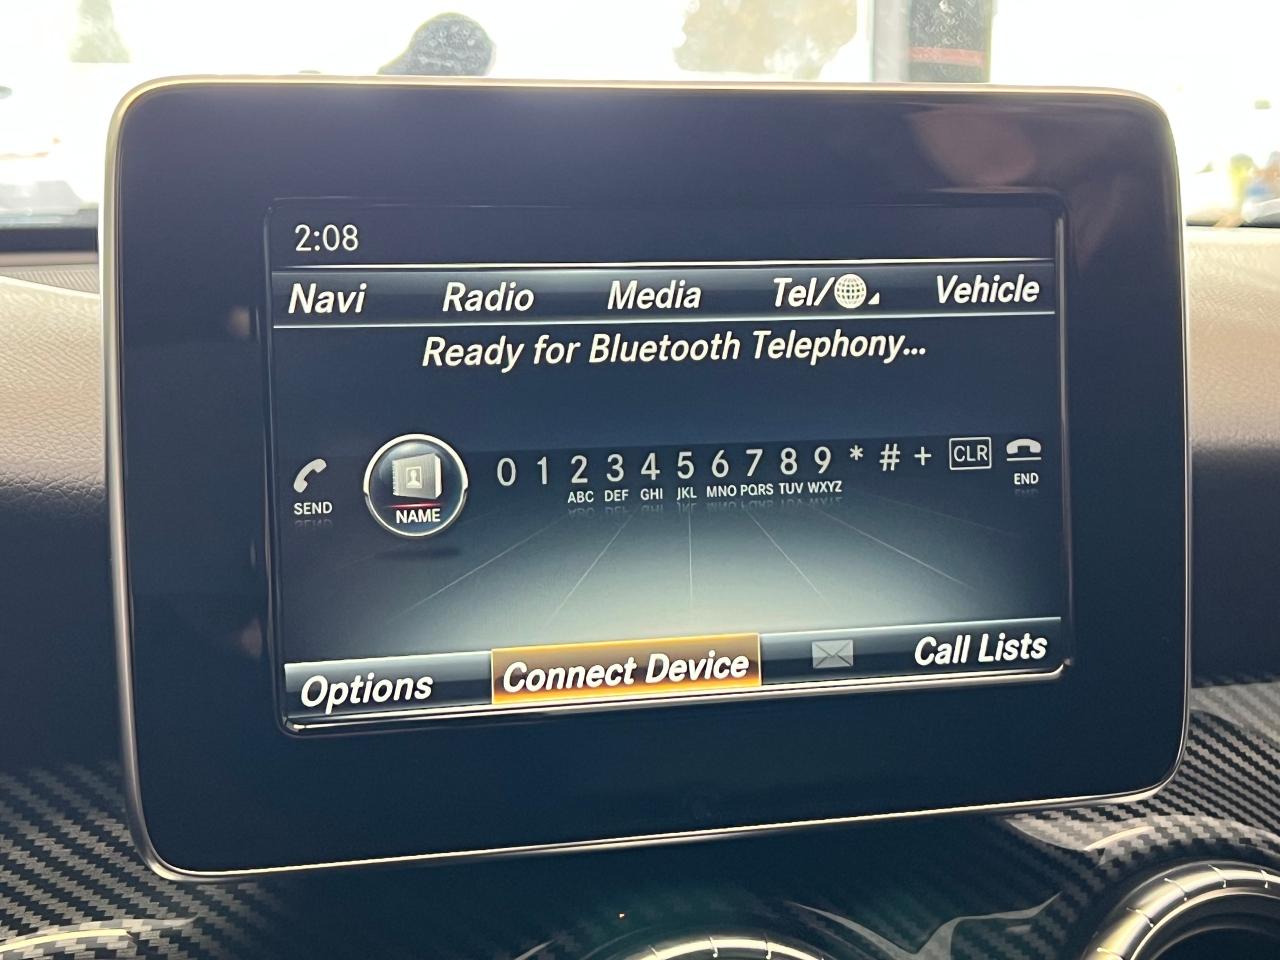 2:08
Navi Radio Media Tel/ Vehicle
Ready for Bluetooth Telephony...
0 1 2 3 4 5 6 7 8 9 * # + CLR
ABC DEF GHI JKL MNO PQRS TUV WXYZ
SEND NAME END
Options Connect Device Call Lists